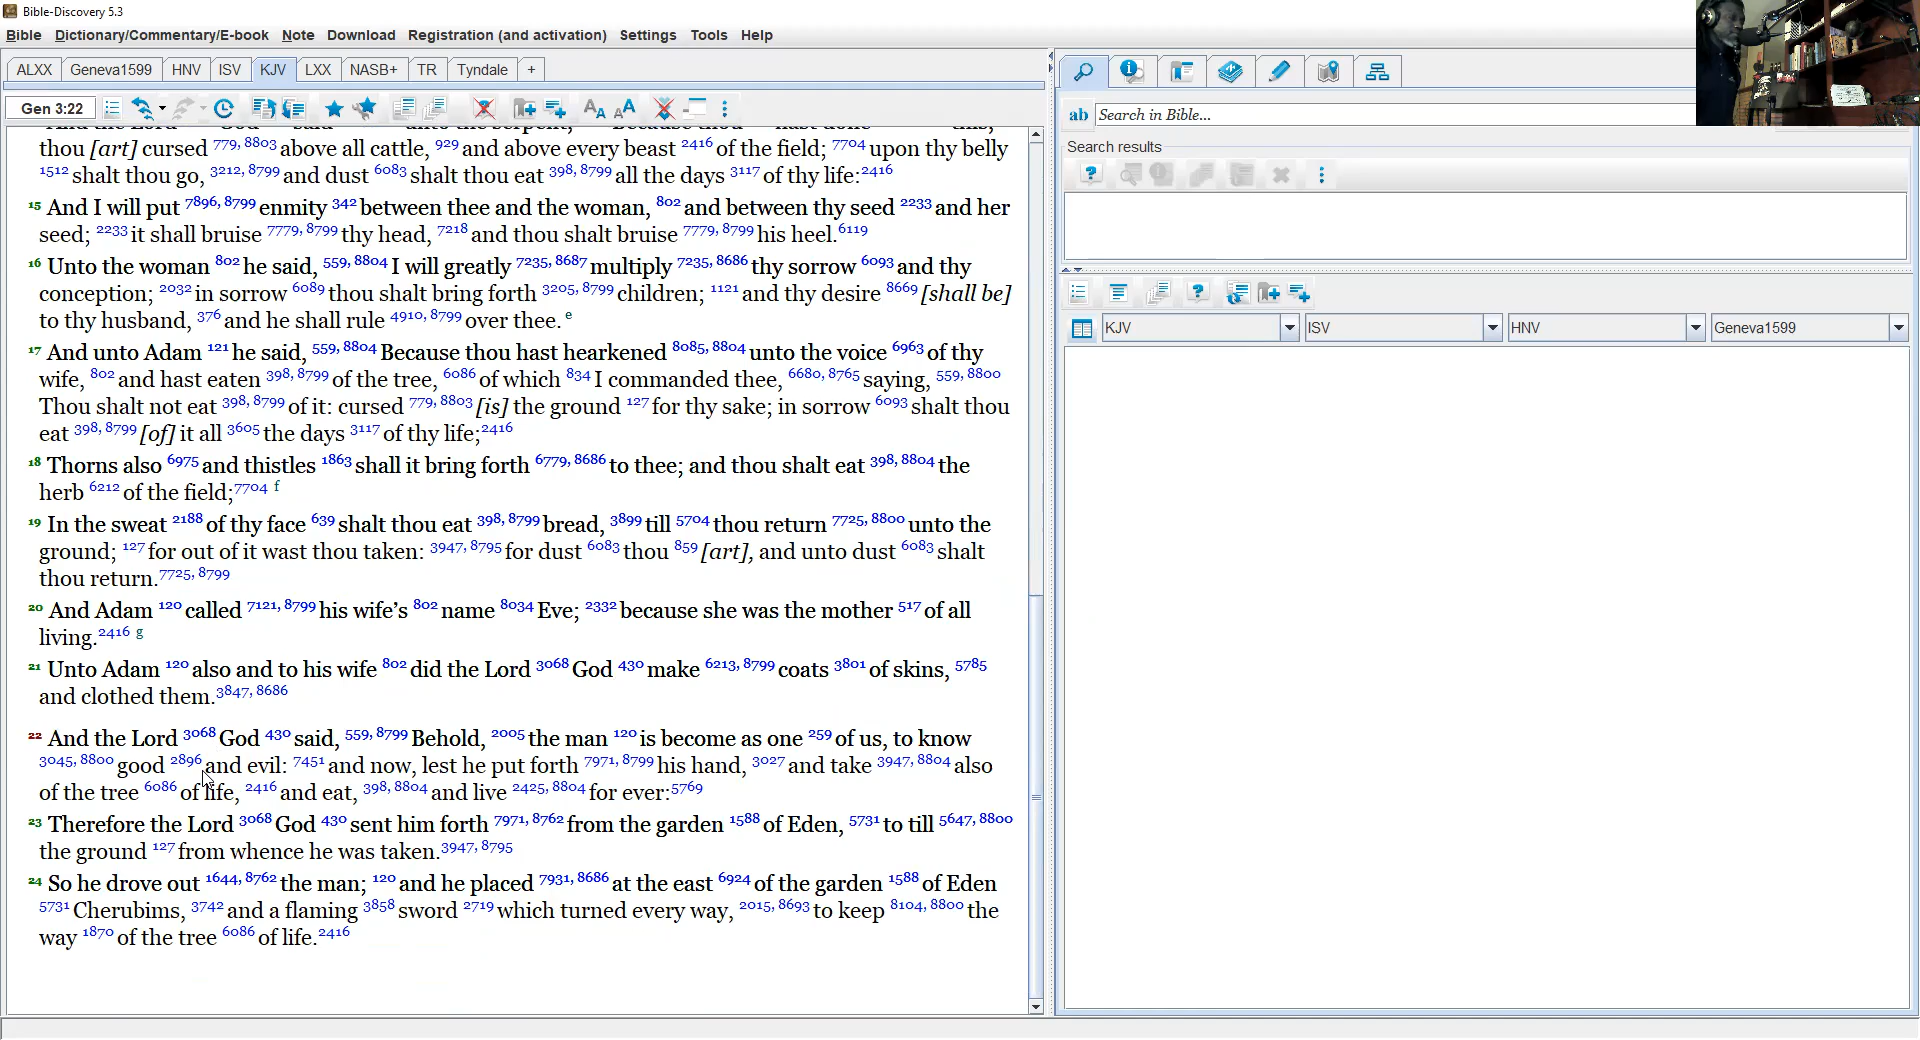 Bible-Discovery 5.3
Bible Dictionary/Commentary/E-book Note Download Registration (and activation) Settings Tools Help
ALXX Geneva1599 HNV ISV KJV LXX NASB+ TR Tyndale +
Gen 3:22
thou [art] cursed 779, 8803 above all cattle, 929 and above every beast 2416 of the field; 7704 upon thy belly
1512 shalt thou go, 3212, 8799 and dust 6083 shalt thou eat 398, 8799 all the days 3117 of thy life:2416
15 And I will put 7896, 8799 enmity 342 between thee and the woman, 802 and between thy seed 2233 and her
seed; 2233 it shall bruise 7779, 8799 thy head, 7218 and thou shalt bruise 7779, 8799 his heel.6119
16 Unto the woman 802 he said, 559, 8804 I will greatly 7235, 8687 multiply 7235, 8686 thy sorrow 6093 and thy
conception; 2032 in sorrow 6089 thou shalt bring forth 3205, 8799 children; 1121 and thy desire 8669 [shall be]
to thy husband, 376 and he shall rule 4910, 8799 over thee. e
17 And unto Adam 121 he said, 559, 8804 Because thou hast hearkened 8085, 8804 unto the voice 6963 of thy
wife, 802 and hast eaten 398, 8799 of the tree, 6086 of which 834 I commanded thee, 6680, 8765 saying, 559, 8800
Thou shalt not eat 398, 8799 of it: cursed 779, 8803 [is] the ground 127 for thy sake; in sorrow 6093 shalt thou
eat 398, 8799 [of] it all 3605 the days 3117 of thy life;2416
18 Thorns also 6975 and thistles 1863 shall it bring forth 6779, 8686 to thee; and thou shalt eat 398, 8804 the
herb 6212 of the field;7704 f
19 In the sweat 2188 of thy face 639 shalt thou eat 398, 8799 bread, 3899 till 5704 thou return 7725, 8800 unto the
ground; 127 for out of it wast thou taken: 3947, 8795 for dust 6083 thou 859 [art], and unto dust 6083 shalt
thou return.7725, 8799
20 And Adam 120 called 7121, 8799 his wife's 802 name 8034 Eve; 2332 because she was the mother 517 of all
living.2416 g
21 Unto Adam 120 also and to his wife 802 did the Lord 3068 God 430 make 6213, 8799 coats 3801 of skins, 5785
and clothed them.3847, 8686
22 And the Lord 3068 God 430 said, 559, 8799 Behold, 2005 the man 120 is become as one 259 of us, to know
3045, 8800 good 2896 and evil: 7451 and now, lest he put forth 7971, 8799 his hand, 3027 and take 3947, 8804 also
of the tree 6086 of life, 2416 and eat, 398, 8804 and live 2425, 8804 for ever:5769
23 Therefore the Lord 3068 God 430 sent him forth 7971, 8762 from the garden 1588 of Eden, 5731 to till 5647, 8800
the ground 127 from whence he was taken.3947, 8795
24 So he drove out 1644, 8762 the man; 120 and he placed 7931, 8686 at the east 6924 of the garden 1588 of Eden
5731 Cherubims, 3742 and a flaming 3858 sword 2719 which turned every way, 2015, 8693 to keep 8104, 8800 the
way 1870 of the tree 6086 of life.2416
ab Search in Bible...
Search results
KJV ISV HNV Geneva1599